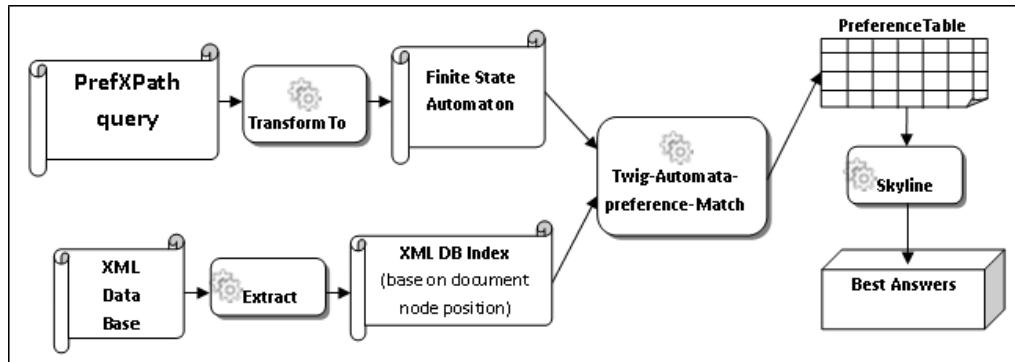 PrefXPath
query
Transform To
Finite State
Automaton
Twig-Automata-
preference-Match
PreferenceTable
Skyline
Best Answers
XML
Data
Base
Extract
XML DB Index
(base on document
node position)